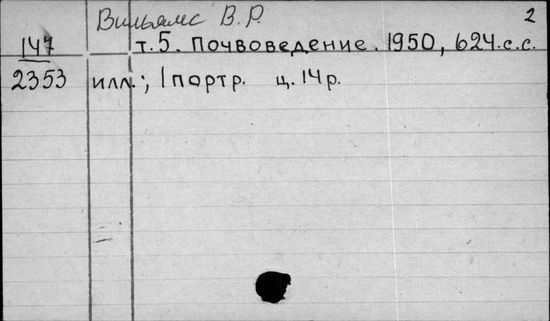 Вильямс В.Р. 2
147 т.5. Почвоведение. 1950, 624.с.с.
2353 илл.; 1 портр. ц. 14 р.